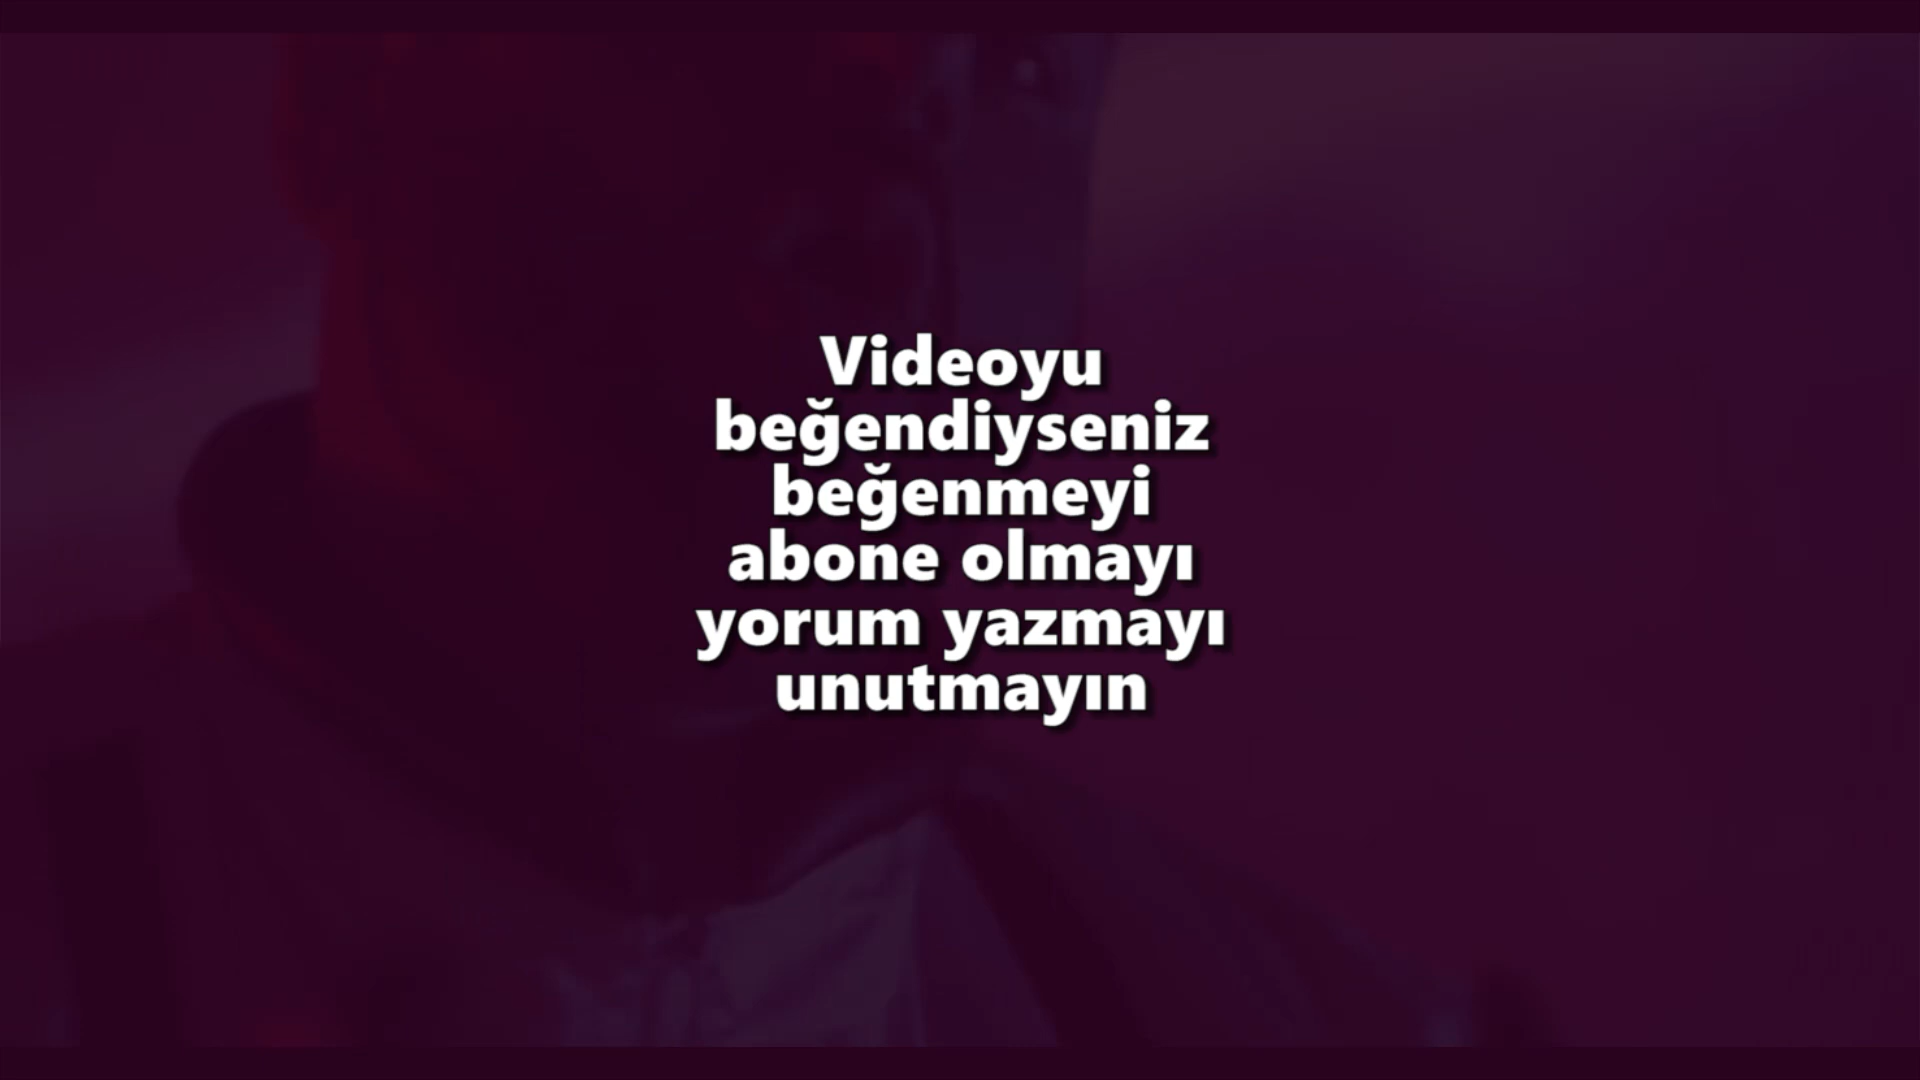 Videoyu
beğendiyseniz
beğenmeyi
abone olmayı
yorum yazmayı
unutmayın